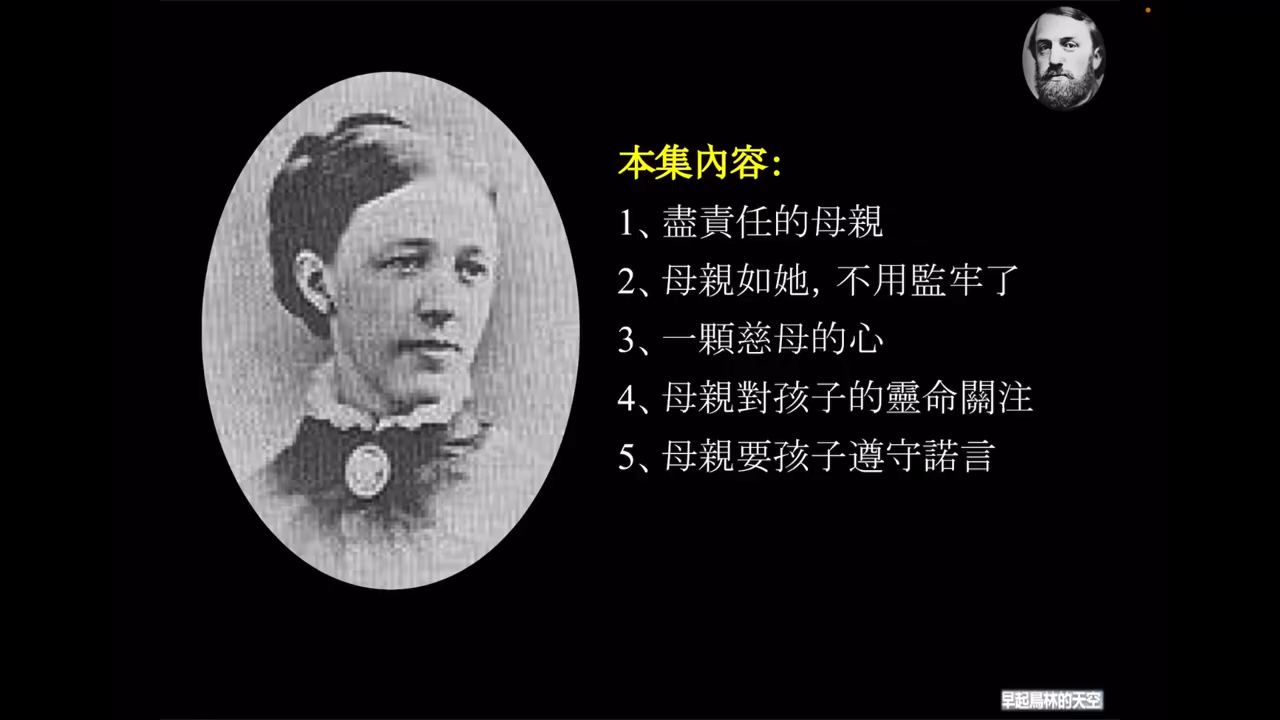 本集內容：
1、盡責任的母親
2、母親如她，不用監牢了
3、一顆慈母的心
4、母親對孩子的靈命關注
5、母親要孩子遵守諾言
早起鳥林的天空